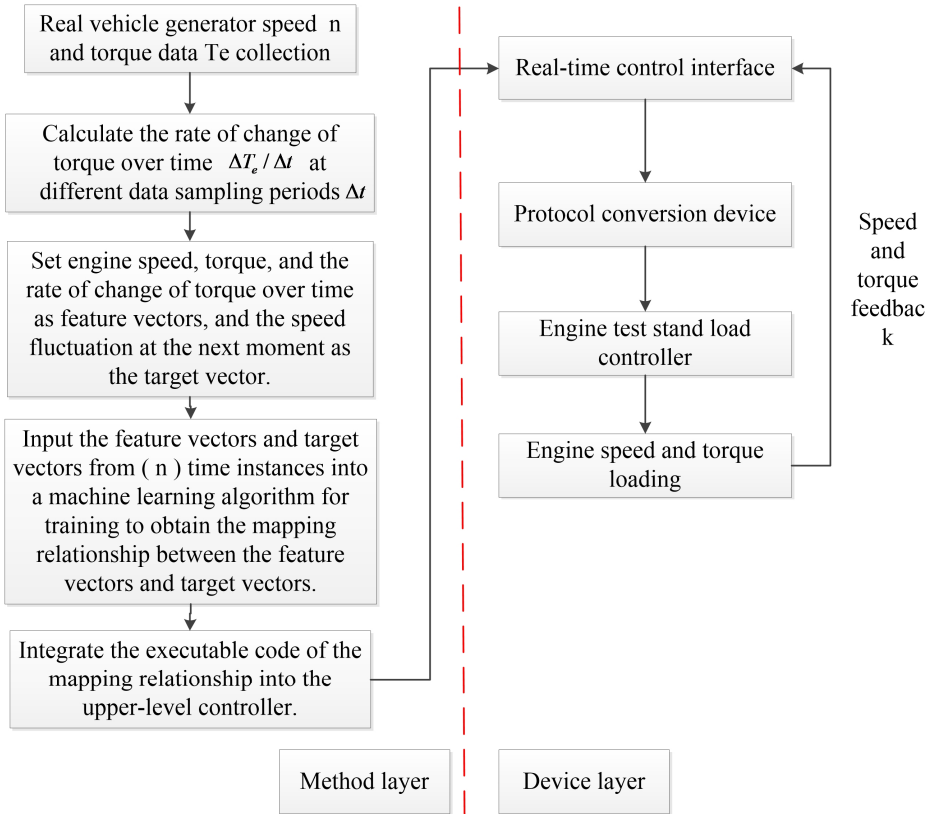 Real vehicle generator speed n
and torque data Te collection
Calculate the rate of change of
torque over time ΔTe / Δt at
different data sampling periods Δt
Set engine speed, torque, and the
rate of change of torque over time
as feature vectors, and the speed
fluctuation at the next moment as
the target vector.
Input the feature vectors and target
vectors from ( n ) time instances into
a machine learning algorithm for
training to obtain the mapping
relationship between the feature
vectors and target vectors.
Integrate the executable code of the
mapping relationship into the
upper-level controller.
Method layer
Real-time control interface
Protocol conversion device
Engine test stand load
controller
Engine speed and torque
loading
Speed
and
torque
feedbac
k
Device layer